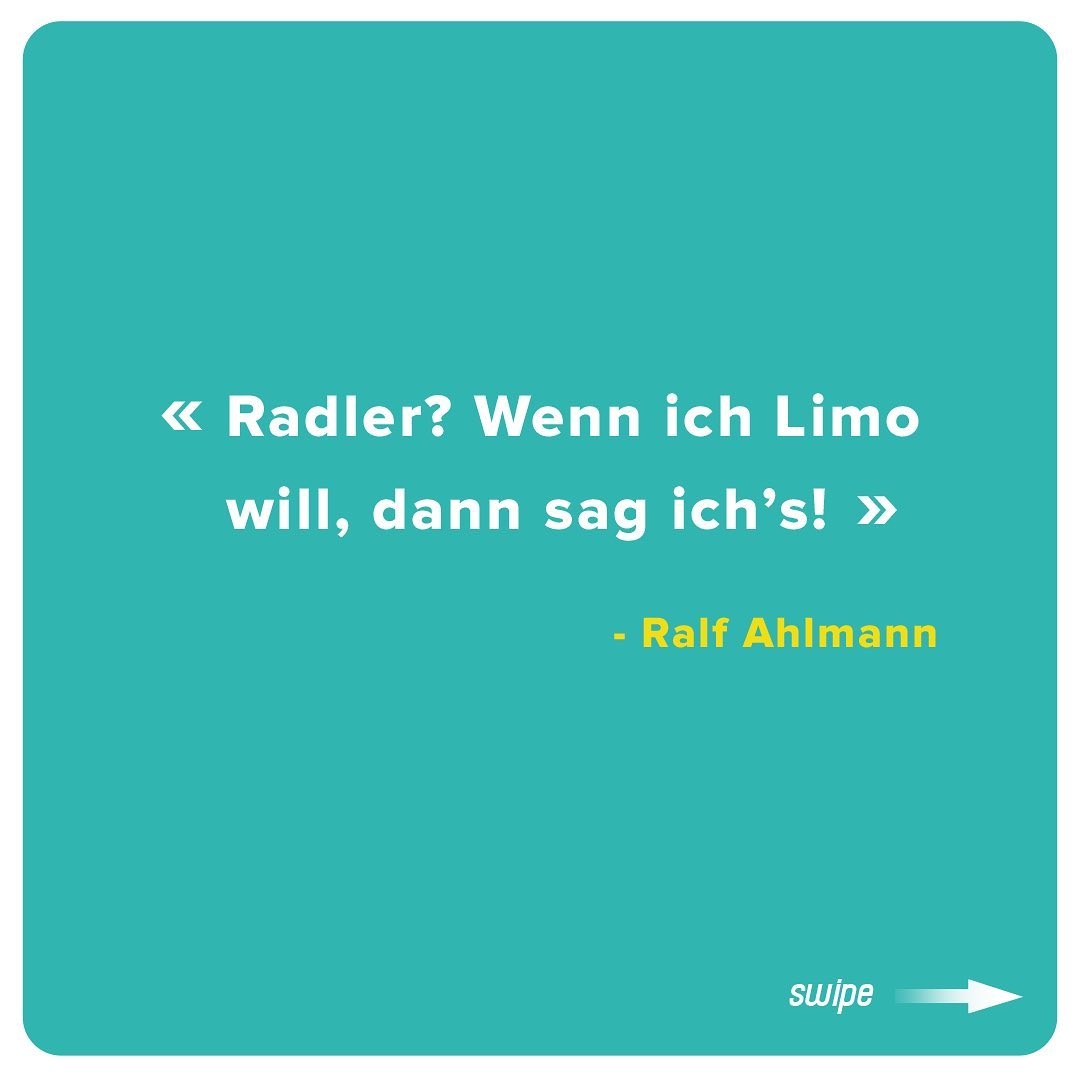 « Radler? Wenn ich Limo
will, dann sag ich’s! »
- Ralf Ahlmann
swipe